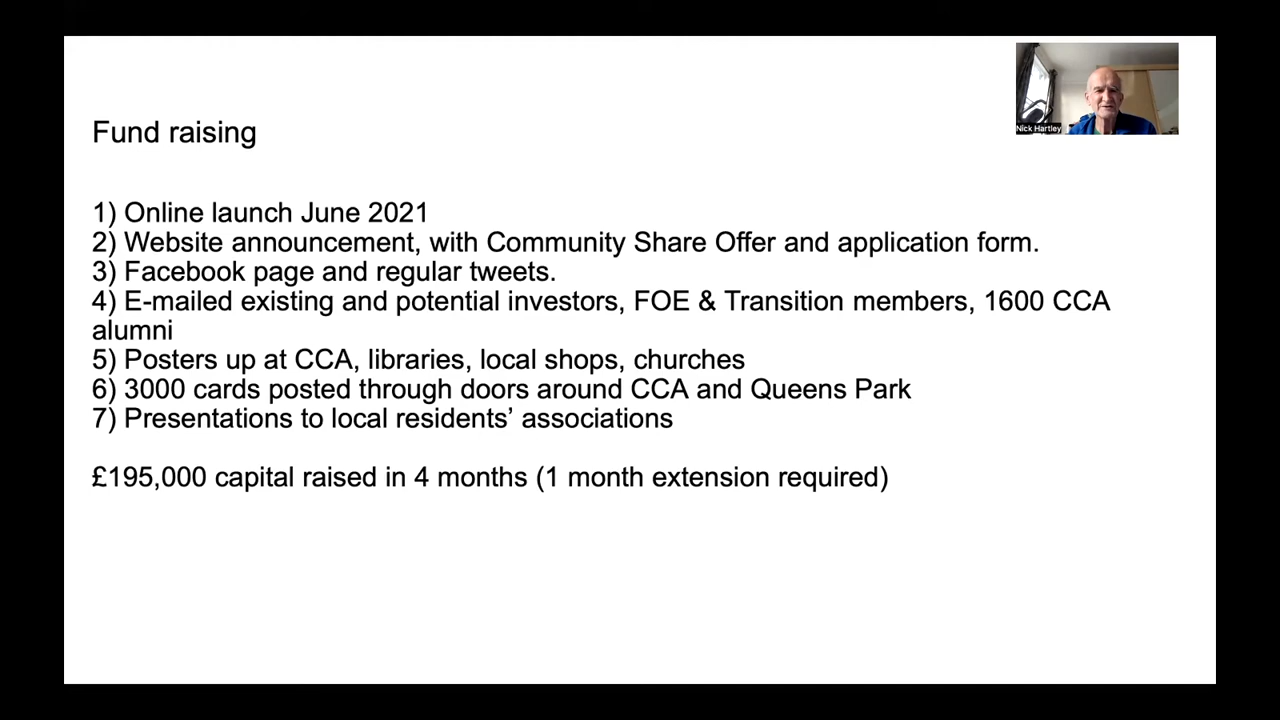 Nick Hartley
Fund raising
1) Online launch June 2021
2) Website announcement, with Community Share Offer and application form.
3) Facebook page and regular tweets.
4) E-mailed existing and potential investors, FOE & Transition members, 1600 CCA
alumni
5) Posters up at CCA, libraries, local shops, churches
6) 3000 cards posted through doors around CCA and Queens Park
7) Presentations to local residents’ associations
£195,000 capital raised in 4 months (1 month extension required)